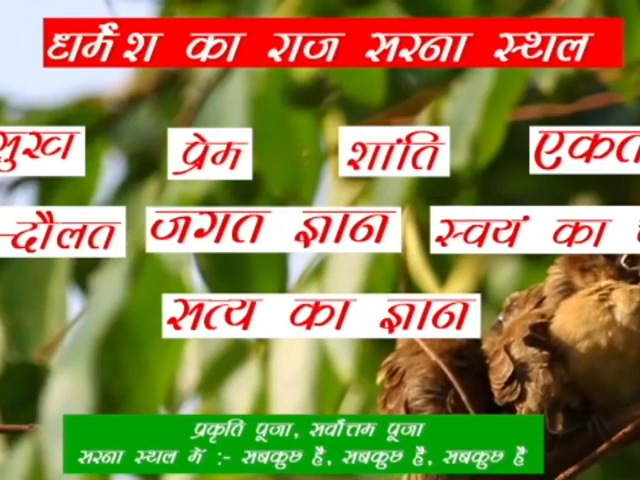 धर्मेश का राज सरना स्थल
सुख प्रेम शांति
-दौलत जगत ज्ञान स्वयं का
सत्य का ज्ञान
प्रकृति पूजा, सर्वोत्तम पूजा
सरना स्थल में :- सबकुछ है, सबकुछ है, सबकुछ है